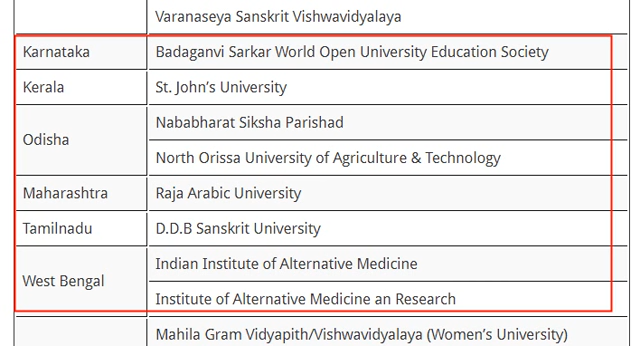 Varanaseya Sanskrit Vishwavidyalaya
Karnataka Badaganvi Sarkar World Open University Education Society
Kerala St. John’s University
Odisha
Nababharat Siksha Parishad
North Orissa University of Agriculture & Technology
Maharashtra Raja Arabic University
Tamilnadu D.D.B Sanskrit University
West Bengal
Indian Institute of Alternative Medicine
Institute of Alternative Medicine an Research
Mahila Gram Vidyapith/Vishwavidyalaya (Women’s University)